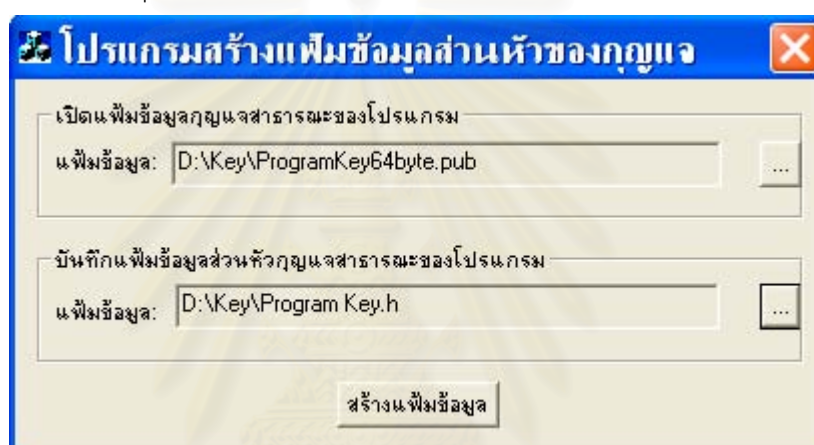 โปรแกรมสร้างแฟ้มข้อมูลส่วนหัวของกุญแจ
เปิดแฟ้มข้อมูลกุญแจสาธารณะของโปรแกรม
แฟ้มข้อมูล: D:\Key\ProgramKey64byte.pub ...
บันทึกแฟ้มข้อมูลส่วนหัวกุญแจสาธารณะของโปรแกรม
แฟ้มข้อมูล: D:\Key\Program Key.h ...
สร้างแฟ้มข้อมูล